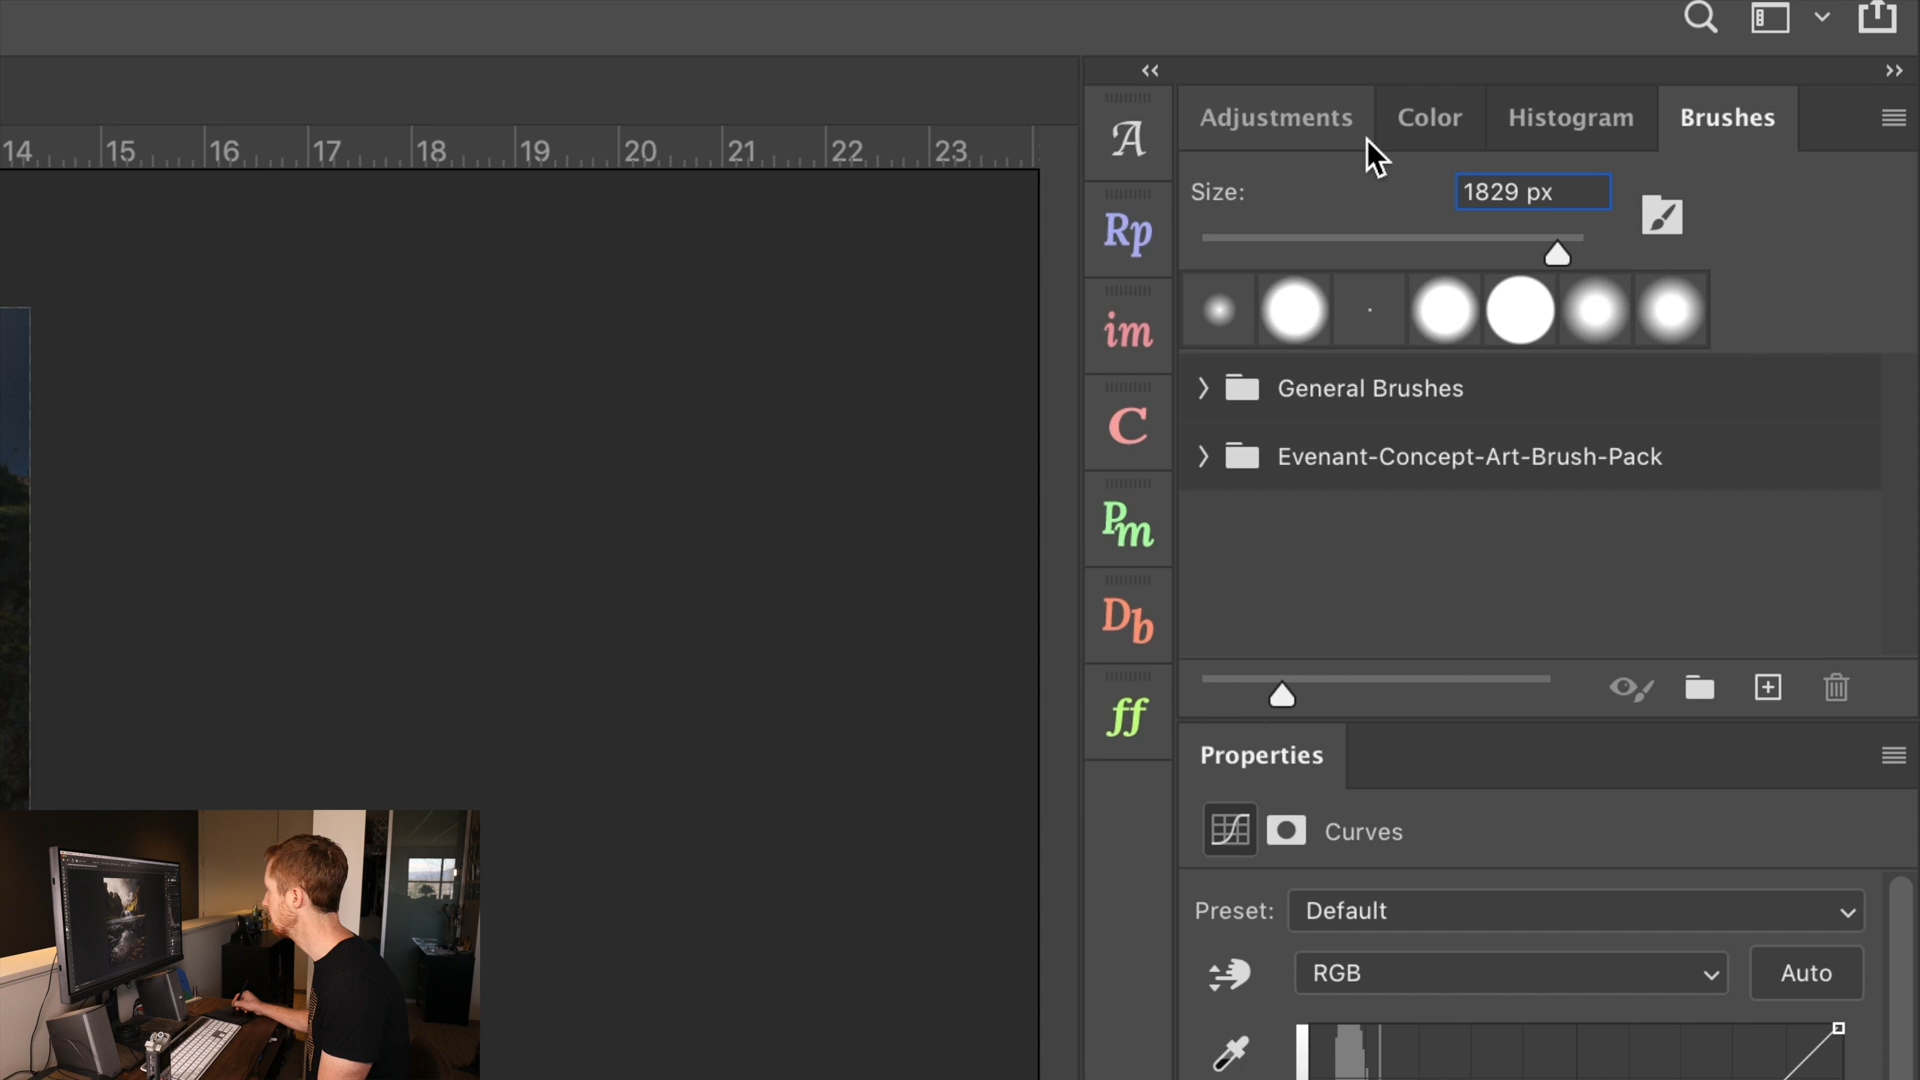 Adjustments Color Histogram Brushes
14 15 16 17 18 19 20 21 22 23
A
Size: 1829 px
Rp
im
General Brushes
C
Evenant-Concept-Art-Brush-Pack
Pm
Db
ff
Properties
Curves
Preset: Default
RGB Auto